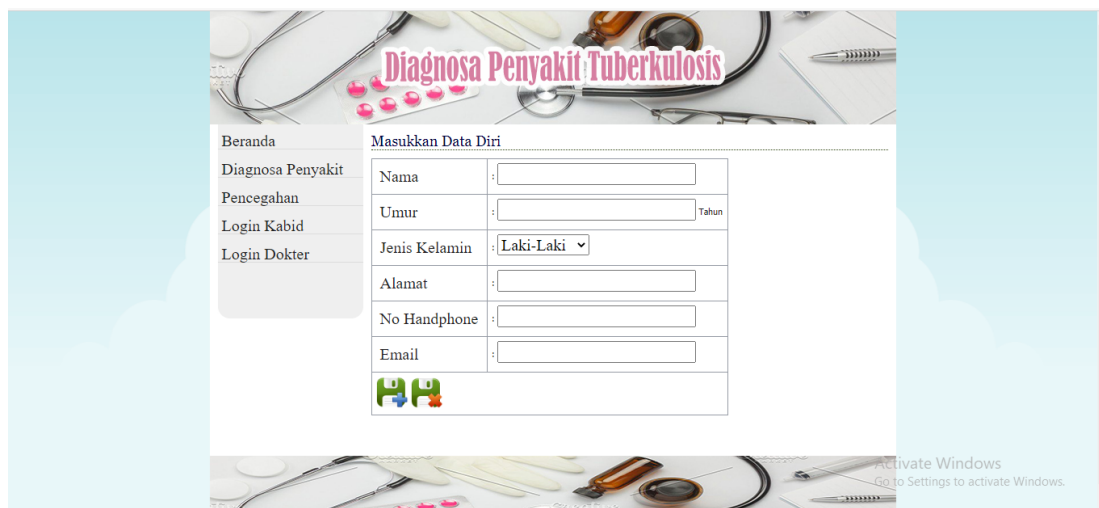 Diagnosa Penyakit Tuberkulosis
Beranda
Diagnosa Penyakit
Pencegahan
Login Kabid
Login Dokter
Masukkan Data Diri
Nama :
Umur : Tahun
Jenis Kelamin : Laki-Laki
Alamat :
No Handphone :
Email :
Activate Windows
Go to Settings to activate Windows.